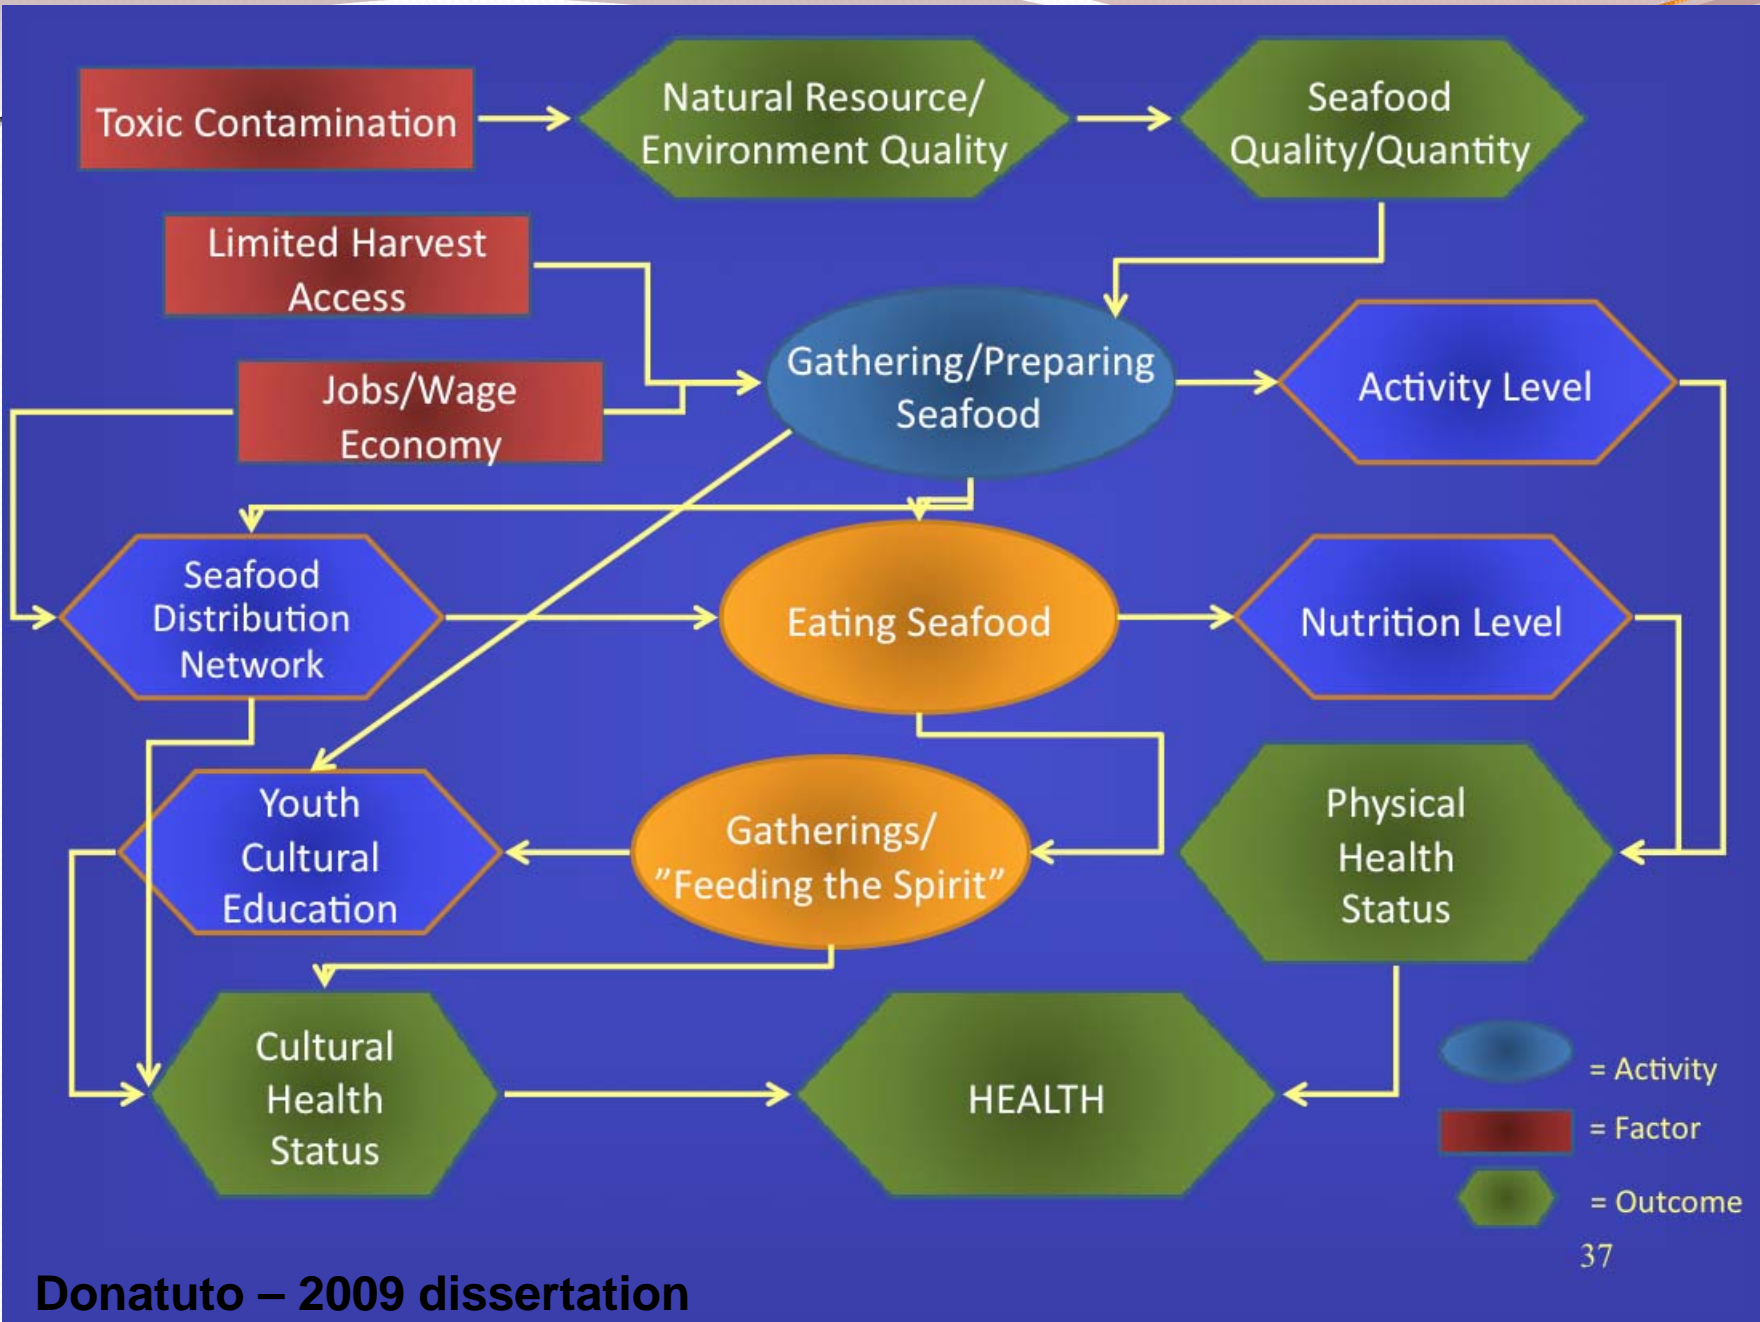 Toxic Contamination
Natural Resource/
Environment Quality
Seafood
Quality/Quantity
Limited Harvest
Access
Jobs/Wage
Economy
Gathering/Preparing
Seafood
Activity Level
Seafood
Distribution
Network
Eating Seafood
Nutrition Level
Youth
Cultural
Education
Gatherings/
”Feeding the Spirit”
Physical
Health
Status
Cultural
Health
Status
HEALTH
= Activity
= Factor
= Outcome
37
Donatuto – 2009 dissertation